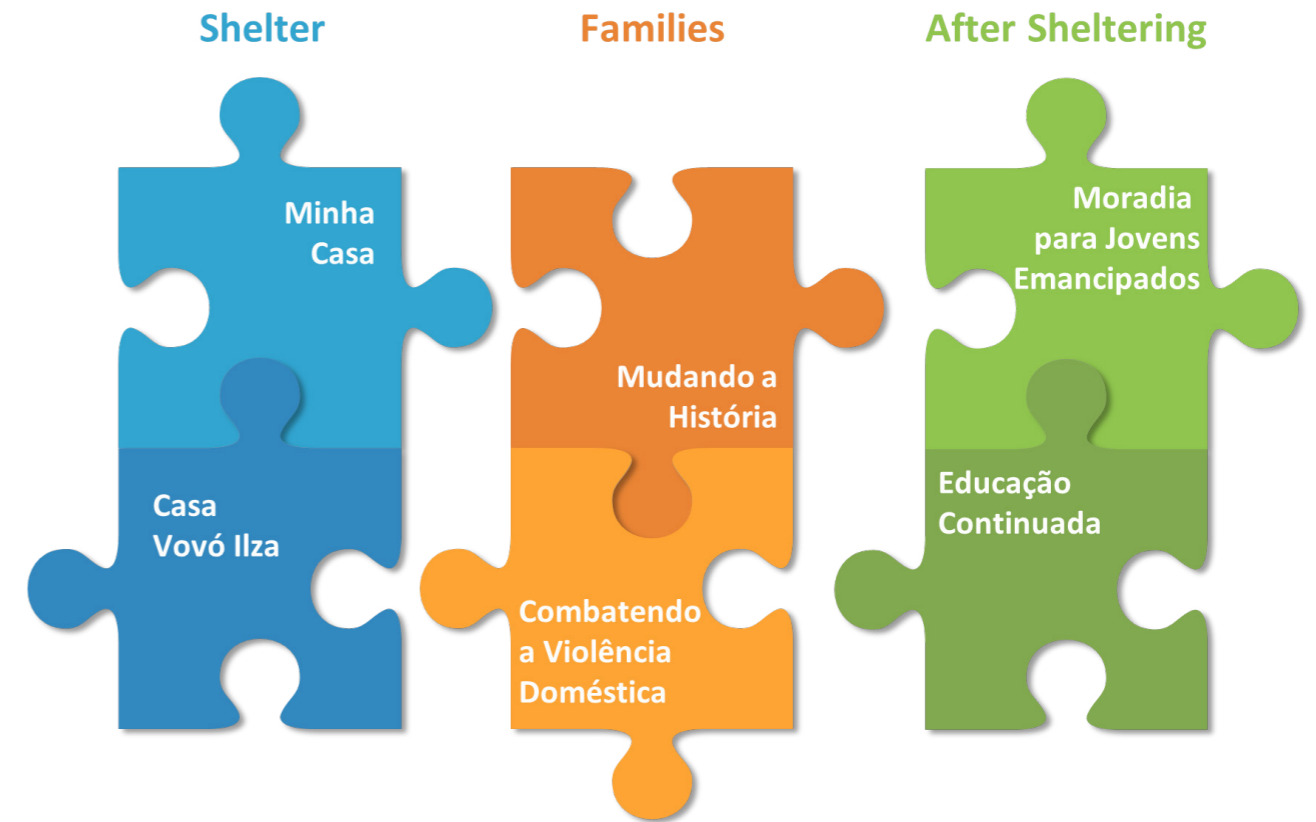 Shelter
Minha
Casa
Casa
Vovó Ilza
Families
Mudando a
História
Combatendo
a Violência
Doméstica
After Sheltering
Moradia
para Jovens
Emancipados
Educação
Continuada